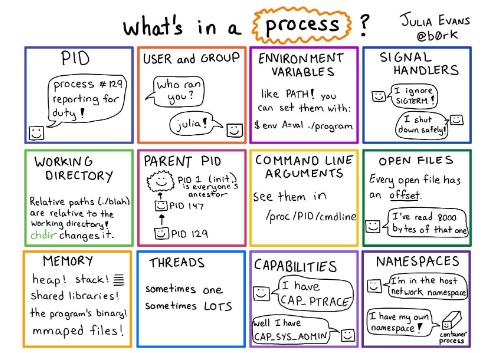 what's in a process?
JULIA EVANS
@b0rk
PID
process #129
reporting for
duty!
USER and GROUP
who ran
you?
julia!
ENVIRONMENT
VARIABLES
like PATH! you
can set them with:
$ env A=val ./program
SIGNAL
HANDLERS
I ignore
SIGTERM!
I shut
down safely!
WORKING
DIRECTORY
Relative paths (./blah)
are relative to the
working directory!
chdir changes it.
PARENT PID
PID 1 (init)
is everyone's
ancestor
PID 147
PID 129
COMMAND LINE
ARGUMENTS
see them in
/proc/PID/cmdline
OPEN FILES
Every open file has
an offset.
I've read 8000
bytes of that one
MEMORY
heap! stack!
shared libraries!
the program's binary!
mmaped files!
THREADS
sometimes one
sometimes LOTS
CAPABILITIES
I have
CAP_PTRACE
well I have
CAP_SYS_ADMIN
NAMESPACES
I'm in the host
network namespace
I have my own
namespace!
container
process